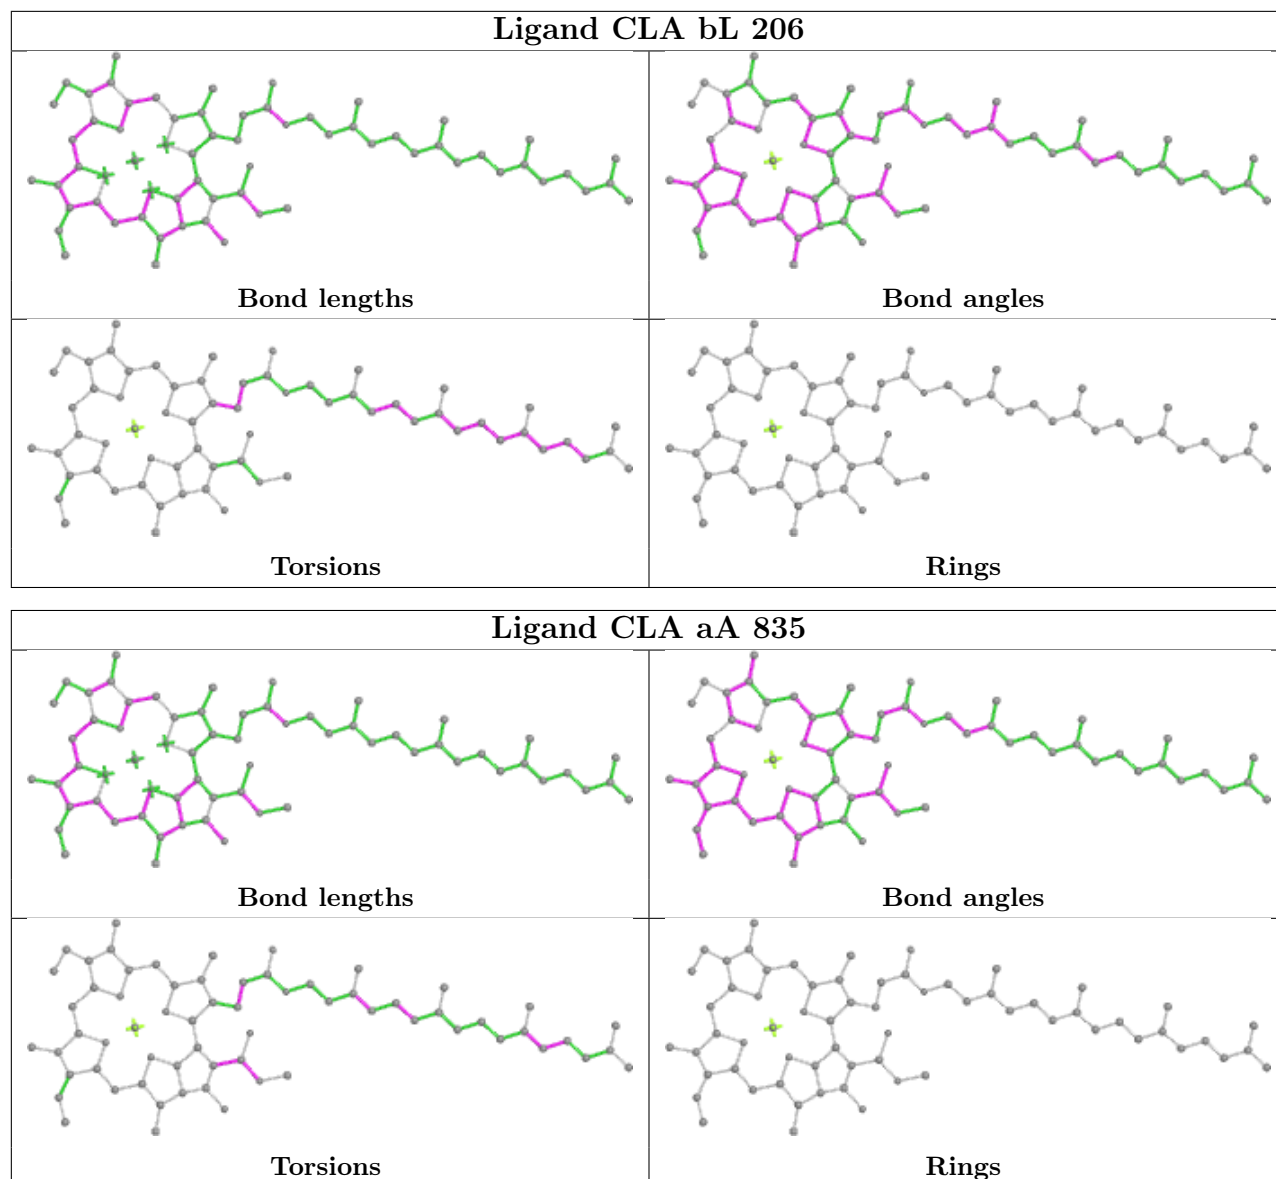 Ligand CLA bL 206
Bond lengths
Bond angles
Torsions
Rings
Ligand CLA aA 835
Bond lengths
Bond angles
Torsions
Rings